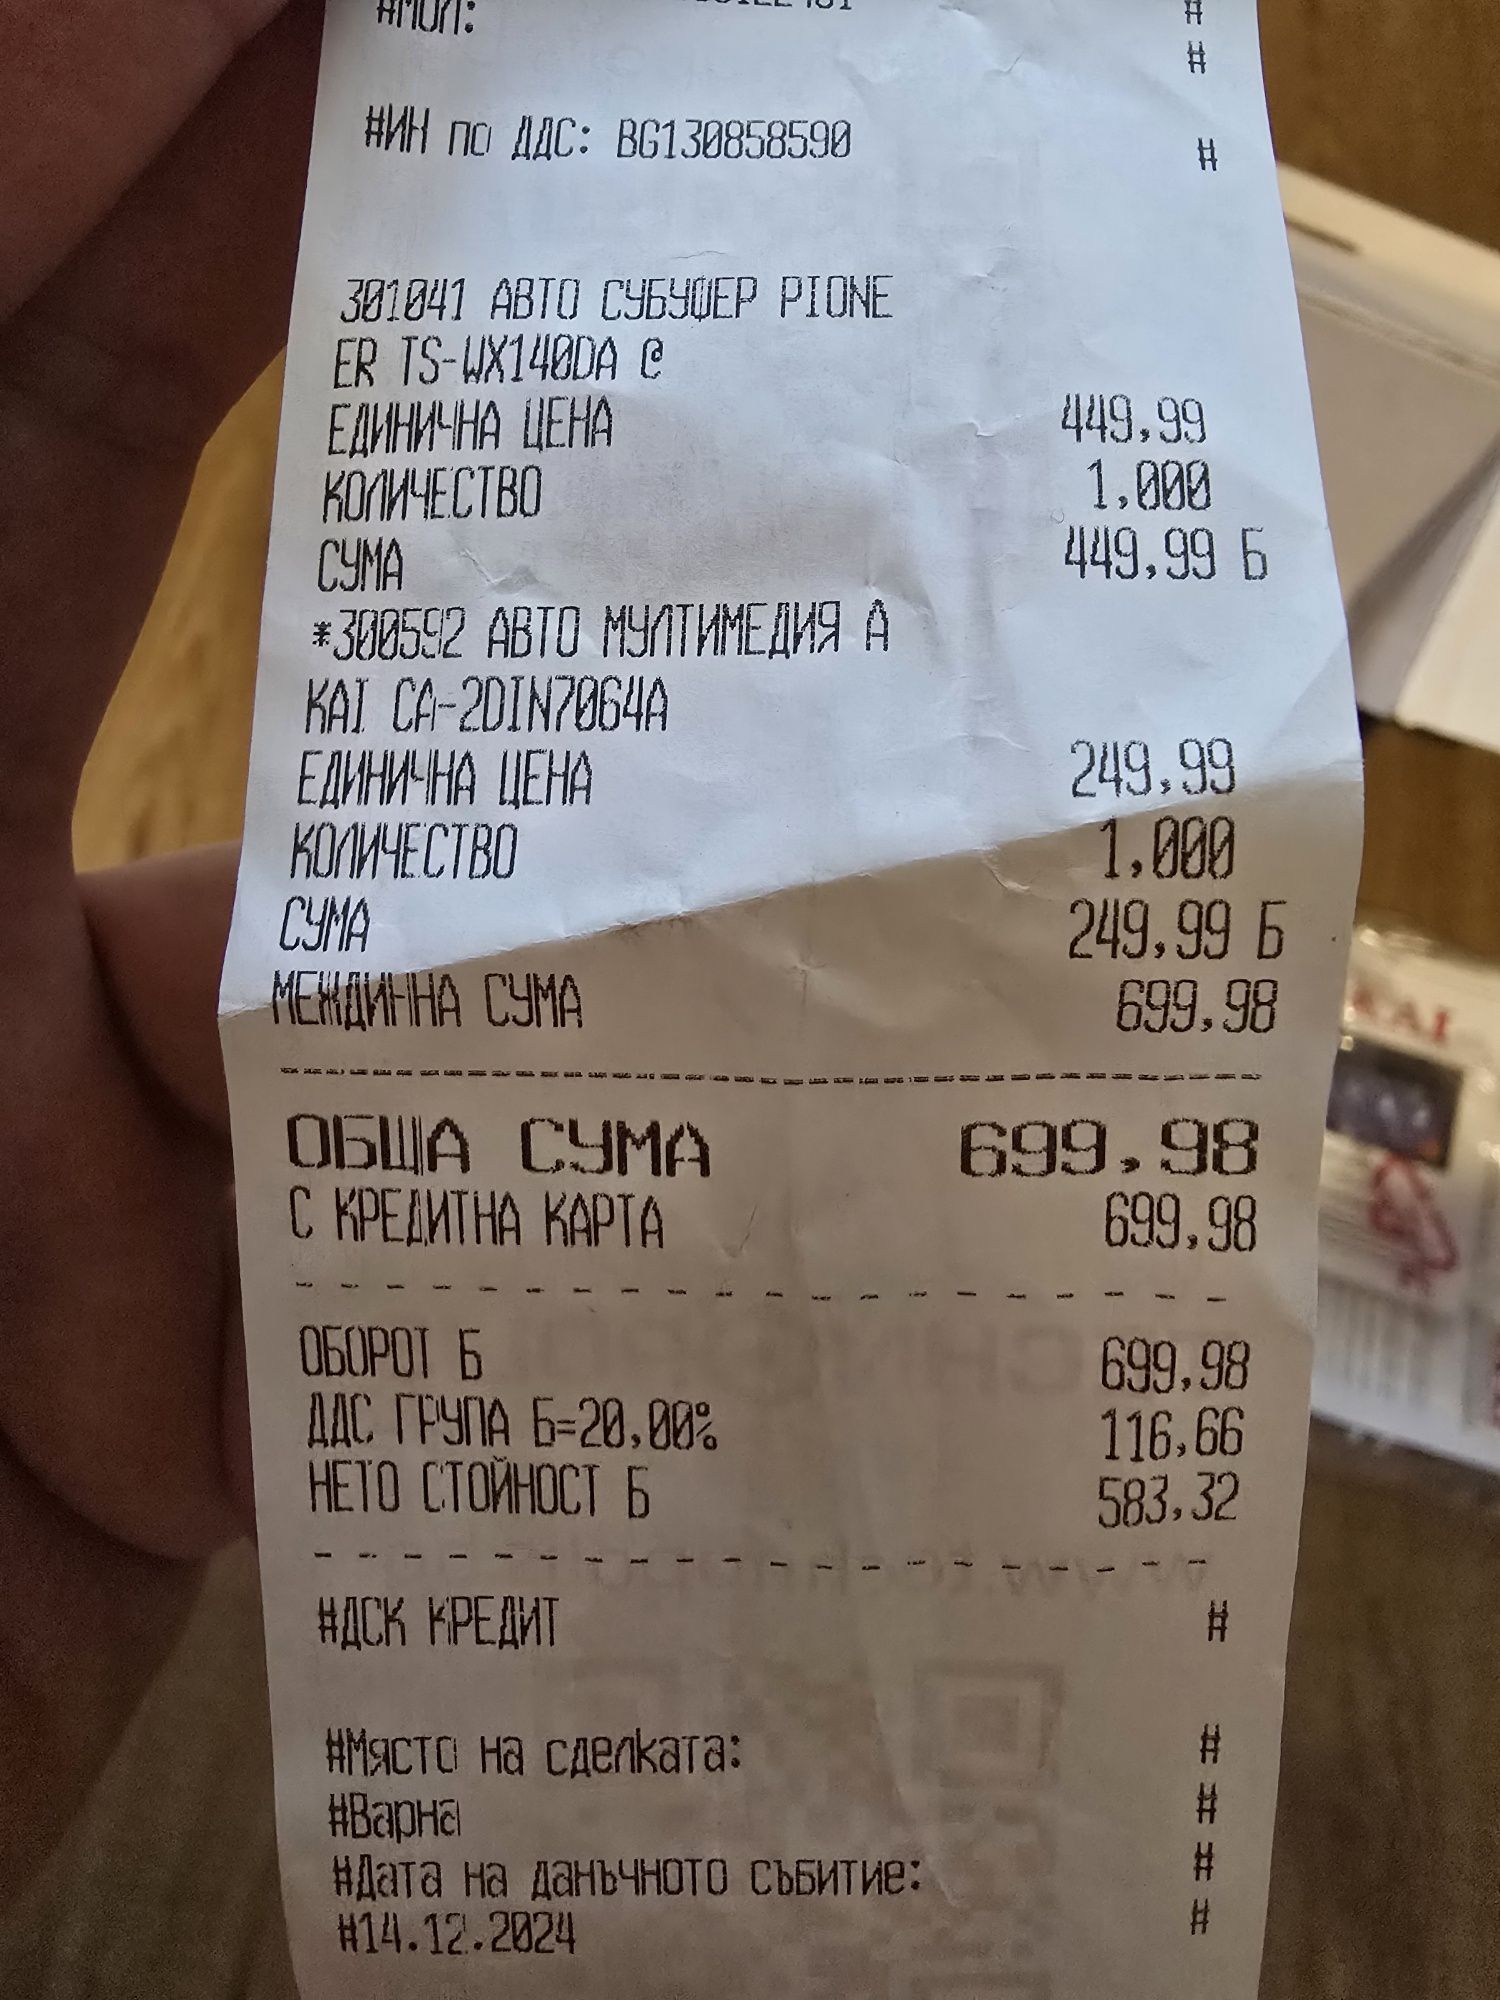 #МОЛ: #
#
#ИН по ДДС: BG130858590 #
301041 АВТО СУБУФЕР PIONE
ER TS-WX140DA @
ЕДИНИЧНА ЦЕНА 449,99
КОЛИЧЕСТВО 1,000
СУМА 449,99 Б
*300592 АВТО МУЛТИМЕДИЯ A
KAI CA-2DIN7064A
ЕДИНИЧНА ЦЕНА 249,99
КОЛИЧЕСТВО 1,000
СУМА 249,99 Б
МЕЖДИННА СУМА 699,98
ОБЩА СУМА 699,98
С КРЕДИТНА КАРТА 699,98
ОБОРОТ Б 699,98
ДДС ГРУПА Б=20,00% 116,66
НЕТО СТОЙНОСТ Б 583,32
#ДСК КРЕДИТ #
#Място на сделката: #
#Варна #
#Дата на данъчното събитие: #
#14.12.2024 #